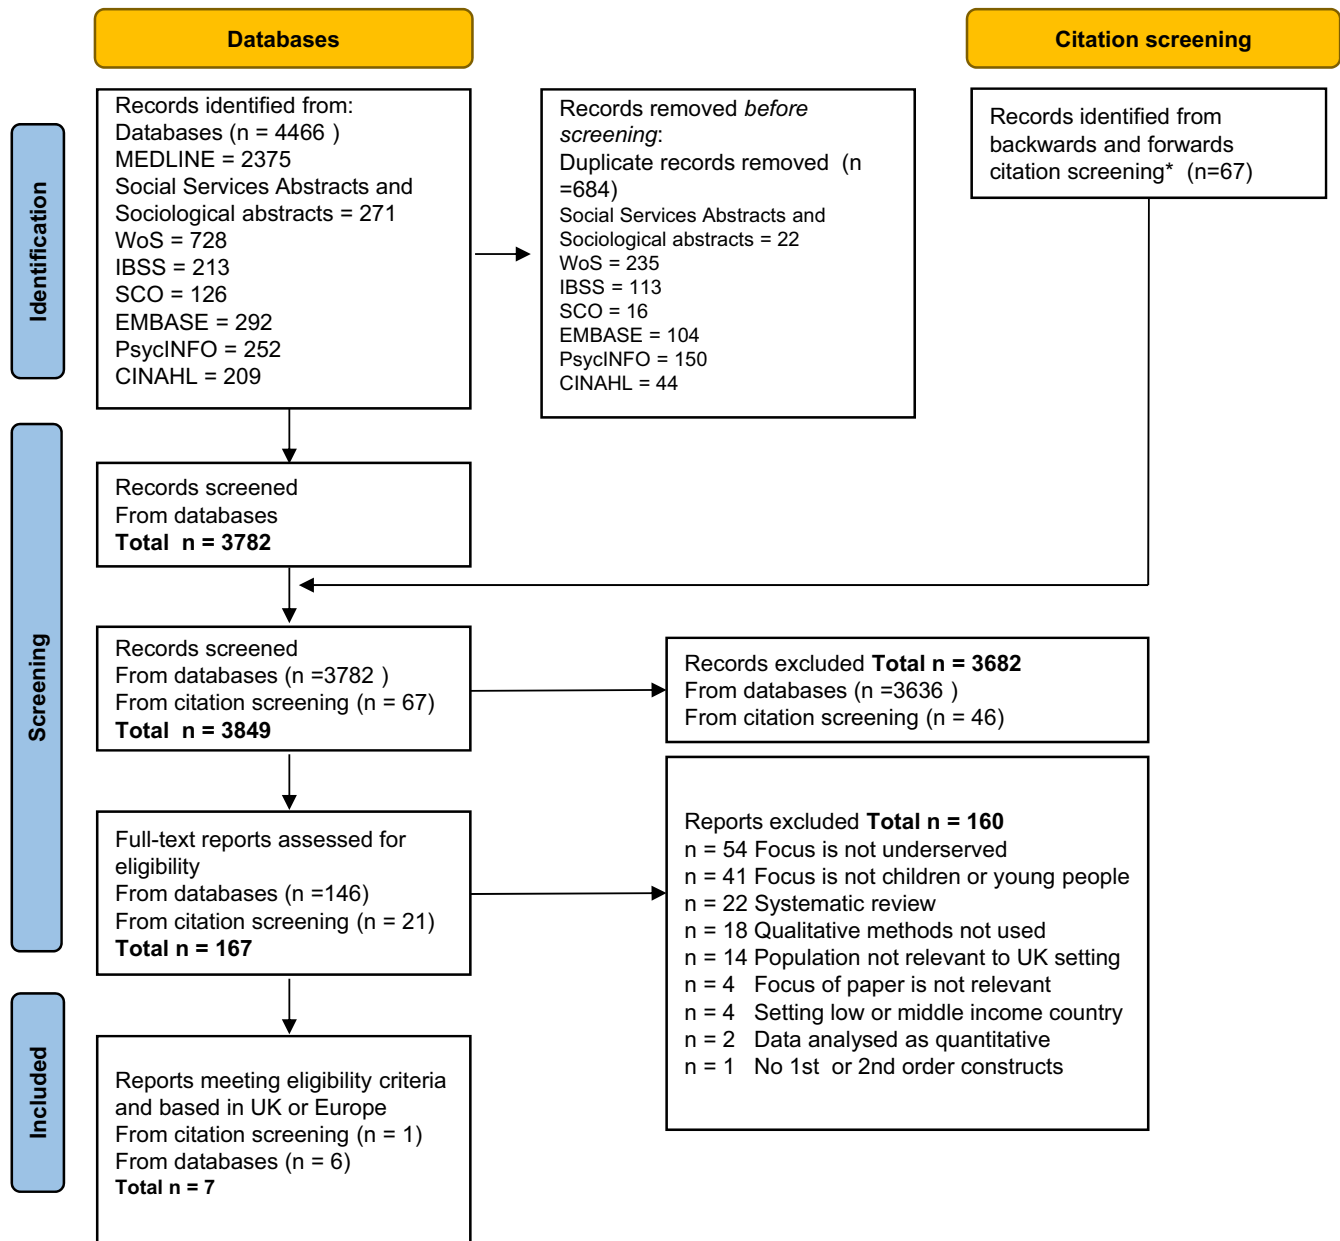 Databases
Citation screening
Identification
Records identified from:
Databases (n = 4466 )
MEDLINE = 2375
Social Services Abstracts and
Sociological abstracts = 271
WoS = 728
IBSS = 213
SCO = 126
EMBASE = 292
PsycINFO = 252
CINAHL = 209
Records removed before
screening:
Duplicate records removed  (n
=684)
Social Services Abstracts and
Sociological abstracts = 22
WoS = 235
IBSS = 113
SCO = 16
EMBASE = 104
PsycINFO = 150
CINAHL = 44
Records identified from
backwards and forwards
citation screening*  (n=67)
Screening
Records screened
From databases
Total  n = 3782
Records screened
From databases (n =3782 )
From citation screening (n = 67)
Total  n = 3849
Records excluded Total n = 3682
From databases (n =3636 )
From citation screening (n = 46)
Full-text reports assessed for
eligibility
From databases (n =146)
From citation screening (n = 21)
Total n = 167
Reports excluded Total n = 160
n = 54 Focus is not underserved
n = 41 Focus is not children or young people
n = 22 Systematic review
n = 18 Qualitative methods not used
n = 14 Population not relevant to UK setting
n = 4   Focus of paper is not relevant
n = 4   Setting low or middle income country
n = 2   Data analysed as quantitative
n = 1   No 1st  or 2nd order constructs
Included
Reports meeting eligibility criteria
and based in UK or Europe
From citation screening (n = 1)
From databases (n = 6)
Total n = 7